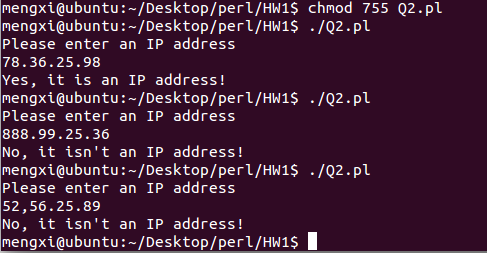 mengxi@ubuntu:~/Desktop/perl/HW1$ chmod 755 Q2.pl
mengxi@ubuntu:~/Desktop/perl/HW1$ ./Q2.pl
Please enter an IP address
78.36.25.98
Yes, it is an IP address!
mengxi@ubuntu:~/Desktop/perl/HW1$ ./Q2.pl
Please enter an IP address
888.99.25.36
No, it isn't an IP address!
mengxi@ubuntu:~/Desktop/perl/HW1$ ./Q2.pl
Please enter an IP address
52,56.25.89
No, it isn't an IP address!
mengxi@ubuntu:~/Desktop/perl/HW1$